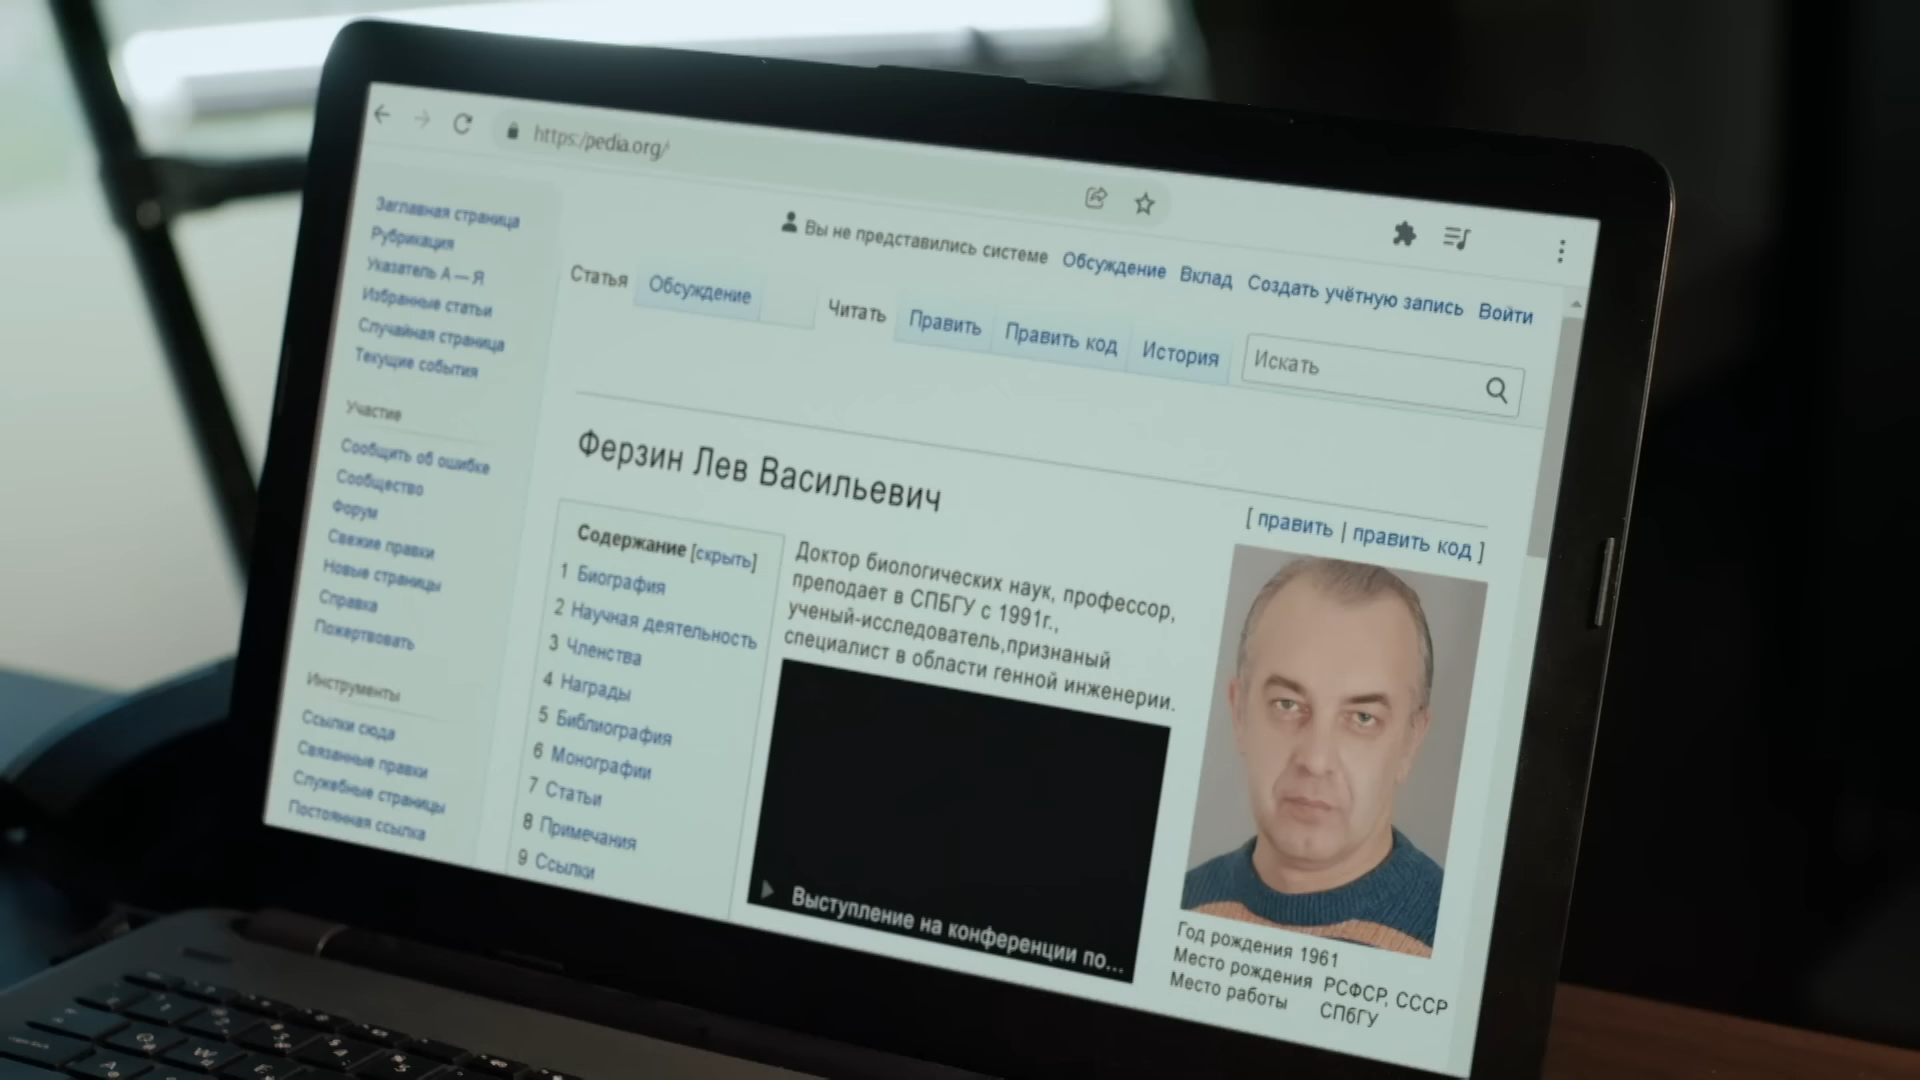 https:/pedia.org/
Вы не представились системе Обсуждение Вклад Создать учётную запись Войти
Статья Обсуждение Читать Править Править код История Искать
Заглавная страница
Рубрикация
Указатель А — Я
Избранные статьи
Случайная страница
Текущие события
Участие
Сообщить об ошибке
Сообщество
Форум
Свежие правки
Новые страницы
Справка
Пожертвовать
Инструменты
Ссылки сюда
Связанные правки
Служебные страницы
Постоянная ссылка
Ферзин Лев Васильевич
[ править | править код ]
Содержание [скрыть]
1 Биография
2 Научная деятельность
3 Членства
4 Награды
5 Библиография
6 Монографии
7 Статьи
8 Примечания
9 Ссылки
Доктор биологических наук, профессор,
преподает в СПБГУ с 1991г.,
ученый-исследователь,признаный
специалист в области генной инженерии.
Выступление на конференции по...
Год рождения 1961
Место рождения РСФСР, СССР
Место работы СПбГУ